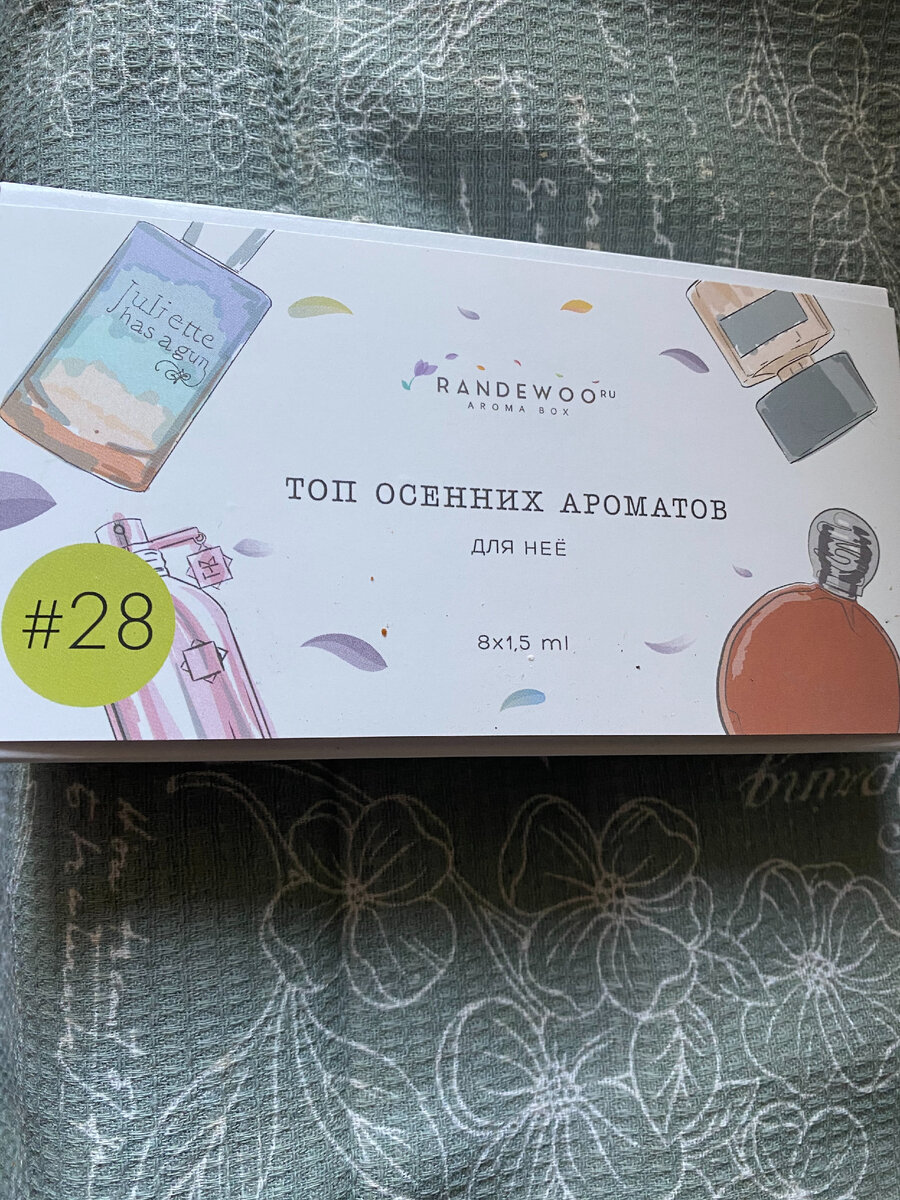 Juliette
has a gun
RANDEWOO RU
AROMA BOX
ТОП ОСЕННИХ АРОМАТОВ
ДЛЯ НЕЁ
#28
8x1,5 ml